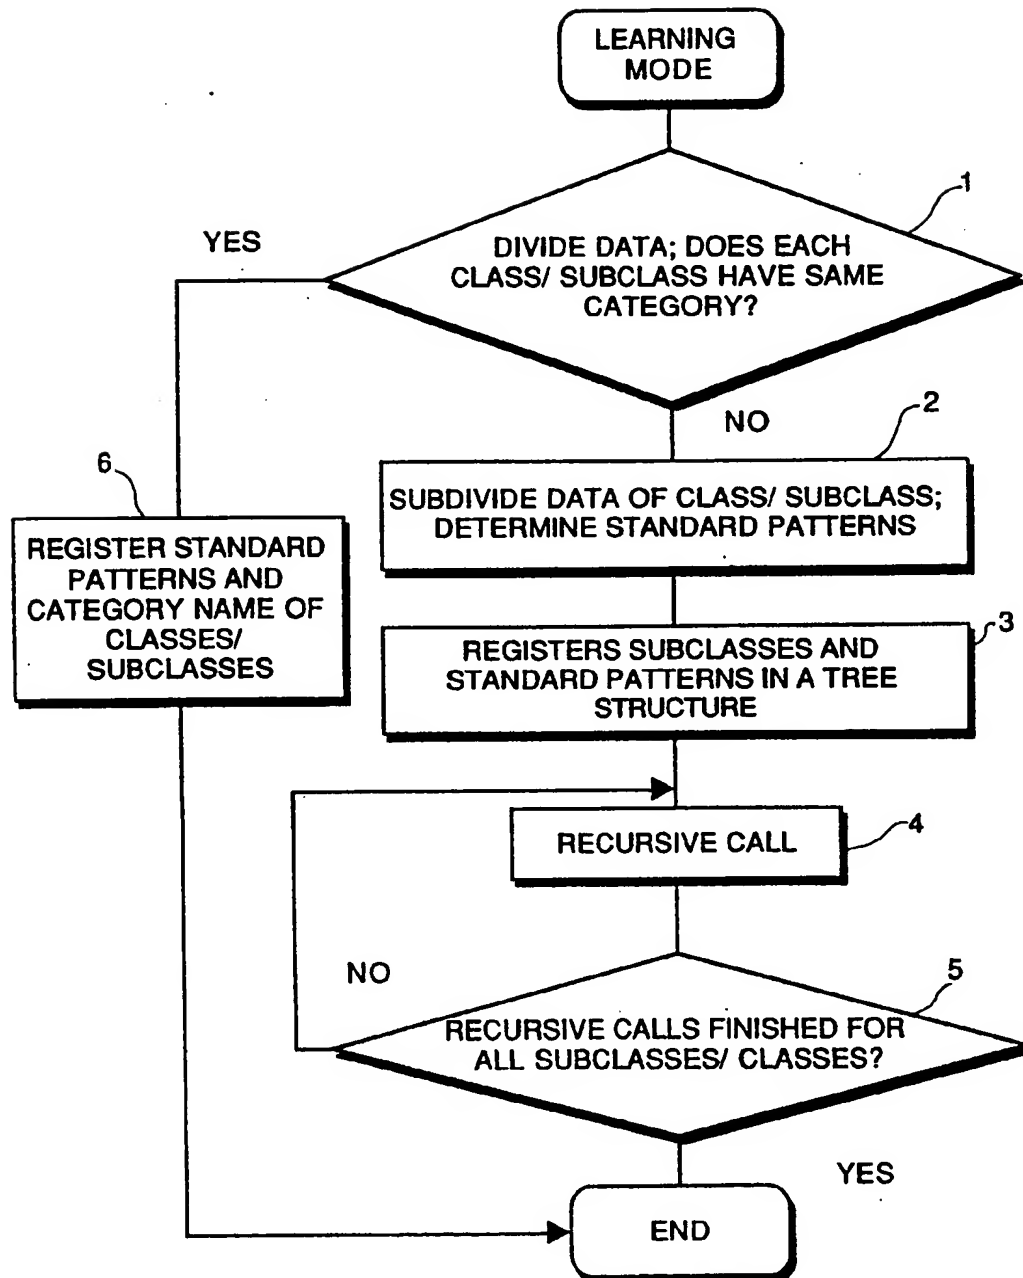 LEARNING
MODE
1
YES
DIVIDE DATA; DOES EACH
CLASS/ SUBCLASS HAVE SAME
CATEGORY?
NO
2
6
SUBDIVIDE DATA OF CLASS/ SUBCLASS;
DETERMINE STANDARD PATTERNS
REGISTER STANDARD
PATTERNS AND
CATEGORY NAME OF
CLASSES/
SUBCLASSES
3
REGISTERS SUBCLASSES AND
STANDARD PATTERNS IN A TREE
STRUCTURE
4
RECURSIVE CALL
NO
5
RECURSIVE CALLS FINISHED FOR
ALL SUBCLASSES/ CLASSES?
YES
END